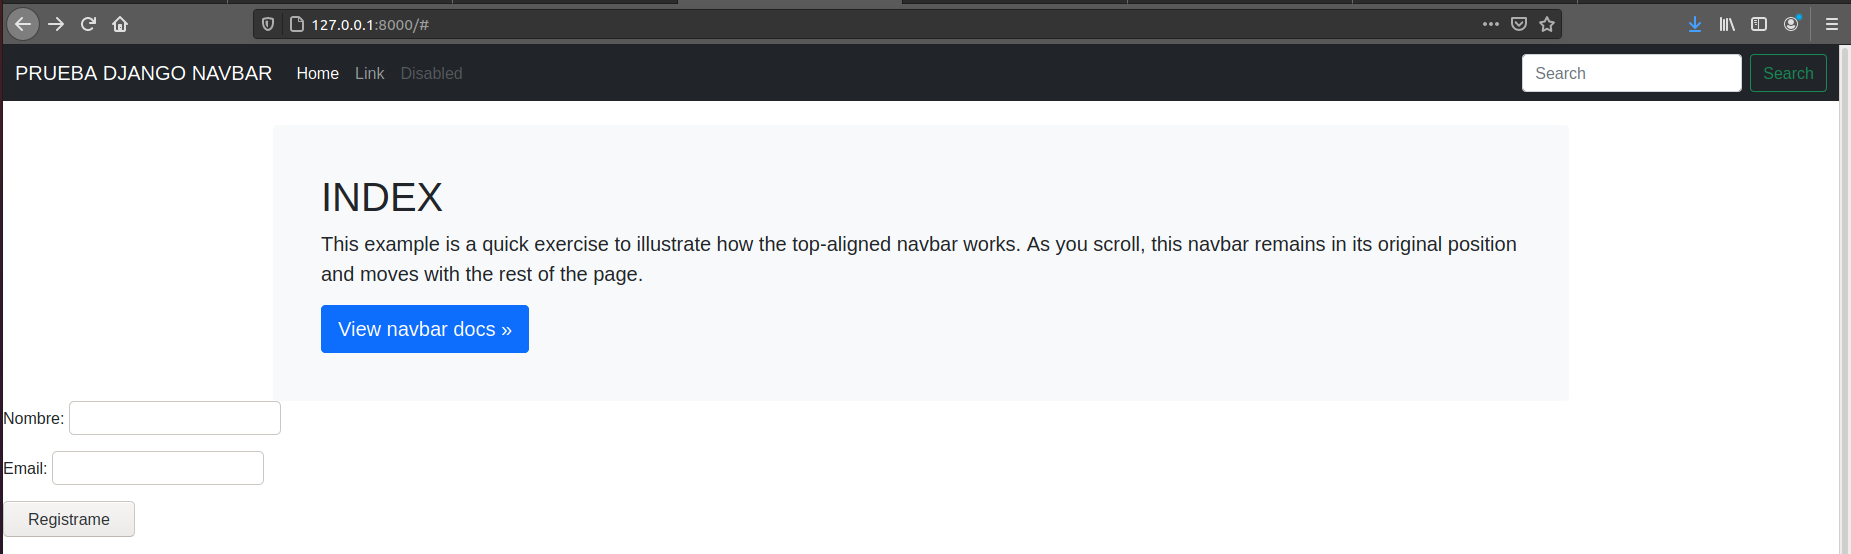 127.0.0.1:8000/#
PRUEBA DJANGO NAVBAR Home Link Disabled Search Search
INDEX
This example is a quick exercise to illustrate how the top-aligned navbar works. As you scroll, this navbar remains in its original position
and moves with the rest of the page.
View navbar docs »
Nombre:
Email:
Registrame